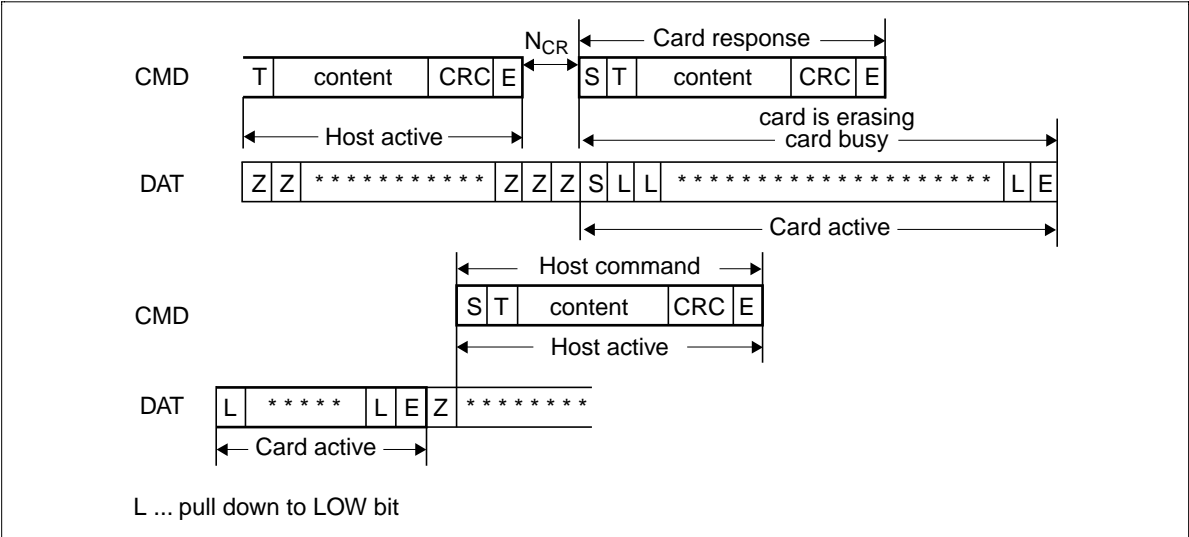 N_CR Card response
CMD T content CRC E S T content CRC E
card is erasing
Host active card busy
DAT Z Z * * * * * * * * * * * Z Z Z S L L * * * * * * * * * * * * * * * * * * * * L E
Card active
Host command
CMD S T content CRC E
Host active
DAT L * * * * * L E Z * * * * * * * *
Card active
L ... pull down to LOW bit